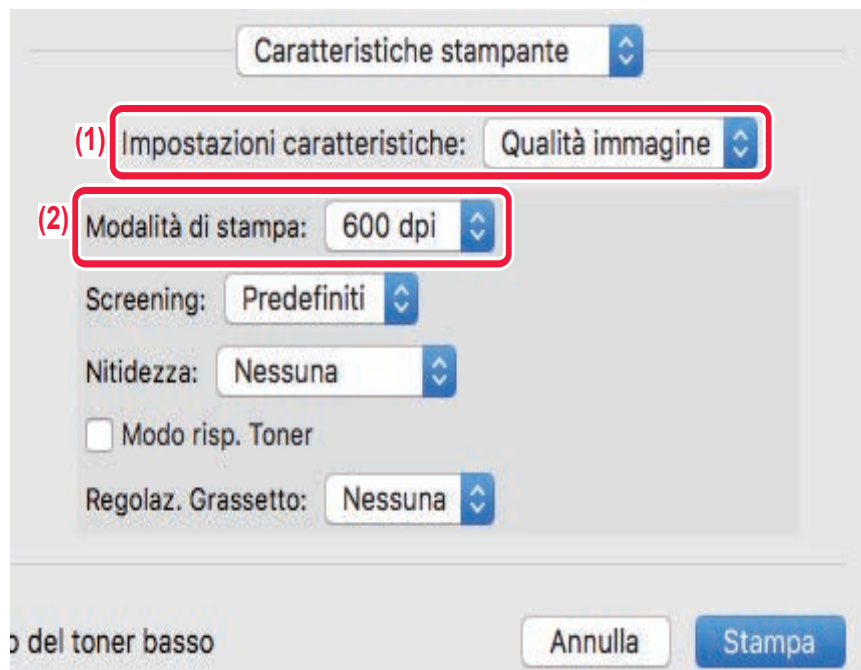 Caratteristiche stampante
(1) Impostazioni caratteristiche: Qualità immagine
(2) Modalità di stampa: 600 dpi
Screening: Predefiniti
Nitidezza: Nessuna
Modo risp. Toner
Regolaz. Grassetto: Nessuna
del toner basso Annulla Stampa